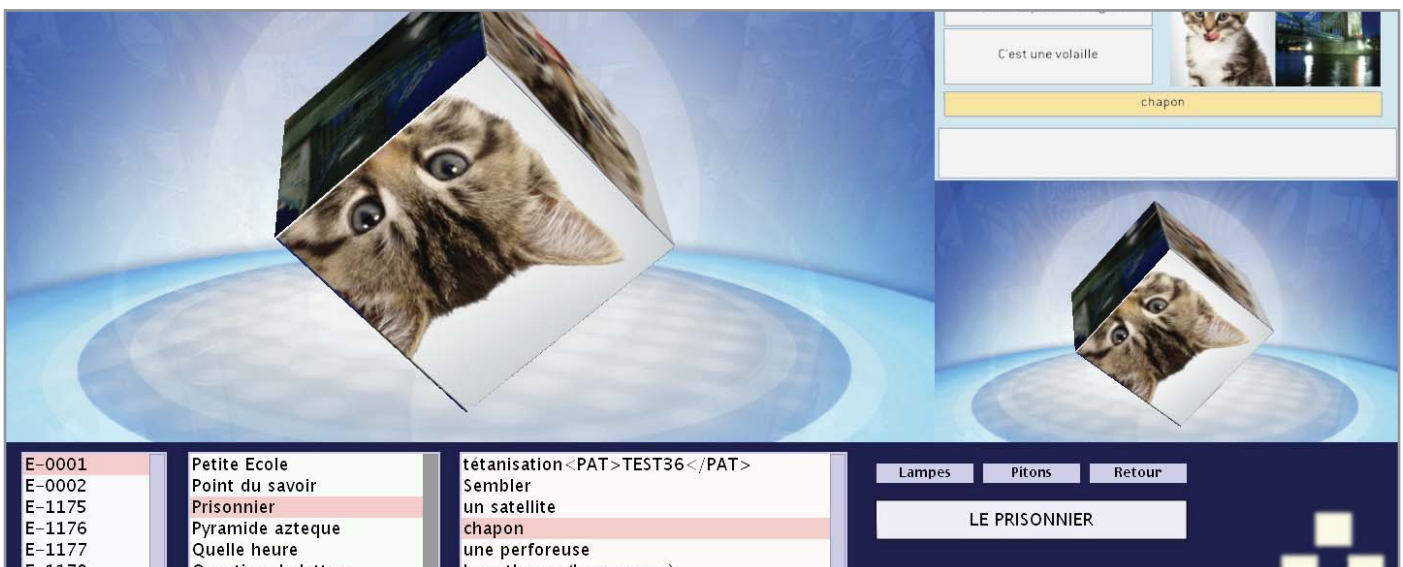 C'est une volaille
chapon
E-0001
E-0002
E-1175
E-1176
E-1177
Petite Ecole
Point du savoir
Prisonnier
Pyramide azteque
Quelle heure
tétanisation<PAT>TEST36</PAT>
Sembler
un satellite
chapon
une perforeuse
Lampes
Pitons
Retour
LE PRISONNIER